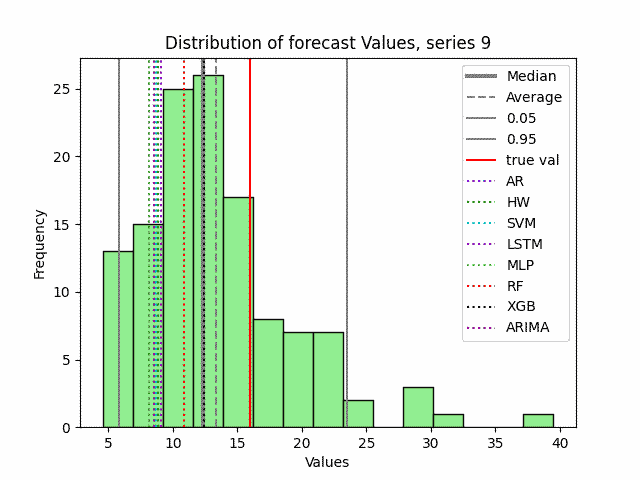 Distribution of forecast Values, series 9
Frequency
25
20
15
10
5
0
5
10
15
20
25
30
35
40
Values
Median
Average
0.05
0.95
true val
AR
HW
SVM
LSTM
MLP
RF
XGB
ARIMA